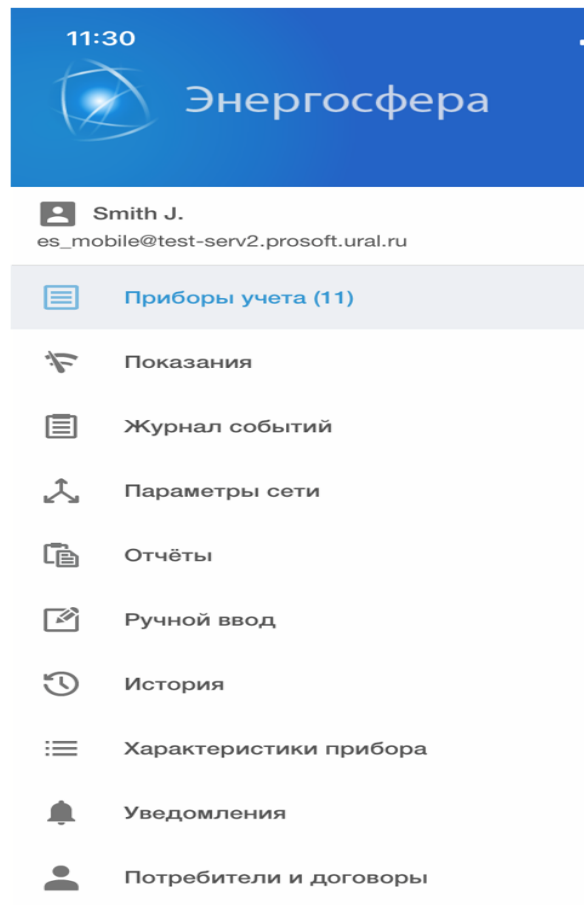 11:30
Энергосфера
Smith J.
es_mobile@test-serv2.prosoft.ural.ru
Приборы учета (11)
Показания
Журнал событий
Параметры сети
Отчёты
Ручной ввод
История
Характеристики прибора
Уведомления
Потребители и договоры